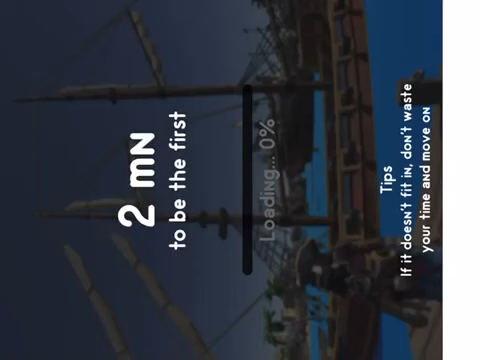 2 mn
to be the first
Loading... 0%
Tips
If it doesn't fit in, don't waste
your time and move on